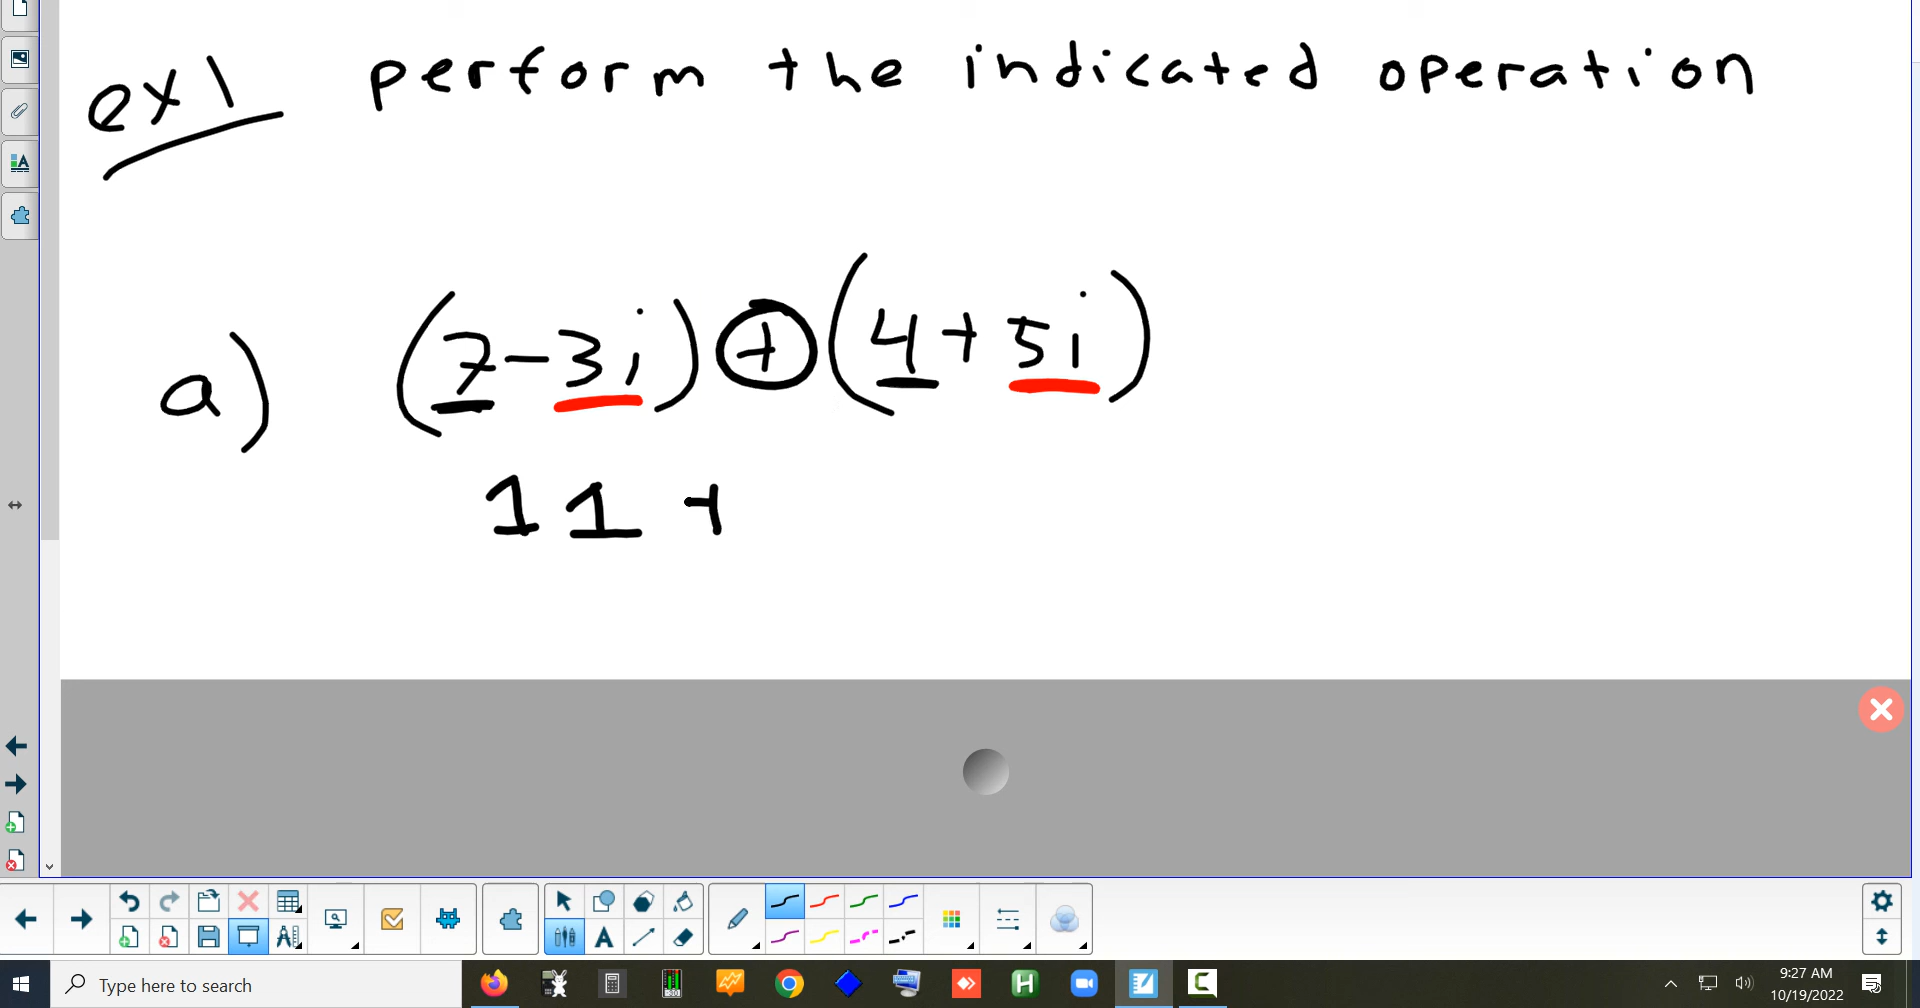 ex1 perform the indicated operation
a) (7-3i)+(4+5i)
11 +
Type here to search
9:27 AM
10/19/2022